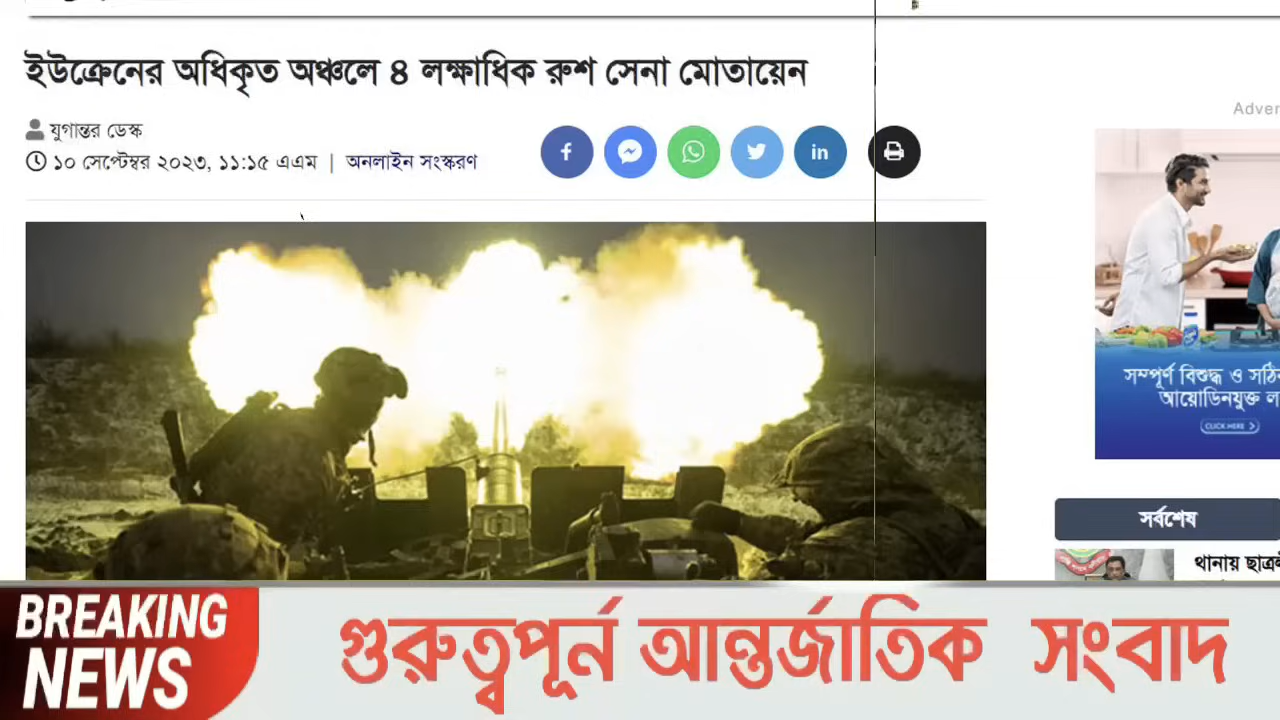 ইউক্রেনের অধিকৃত অঞ্চলে ৪ লক্ষাধিক রুশ সেনা মোতায়েন
যুগান্তর ডেস্ক
১০ সেপ্টেম্বর ২০২৩, ১১:১৫ এএম | অনলাইন সংস্করণ
সম্পূর্ণ বিশুদ্ধ ও
আয়োডিনযুক্ত
CLICK HERE
সর্বশেষ
থানায়
BREAKING
NEWS
গুরুত্বপূর্ন আন্তর্জাতিক সংবাদ